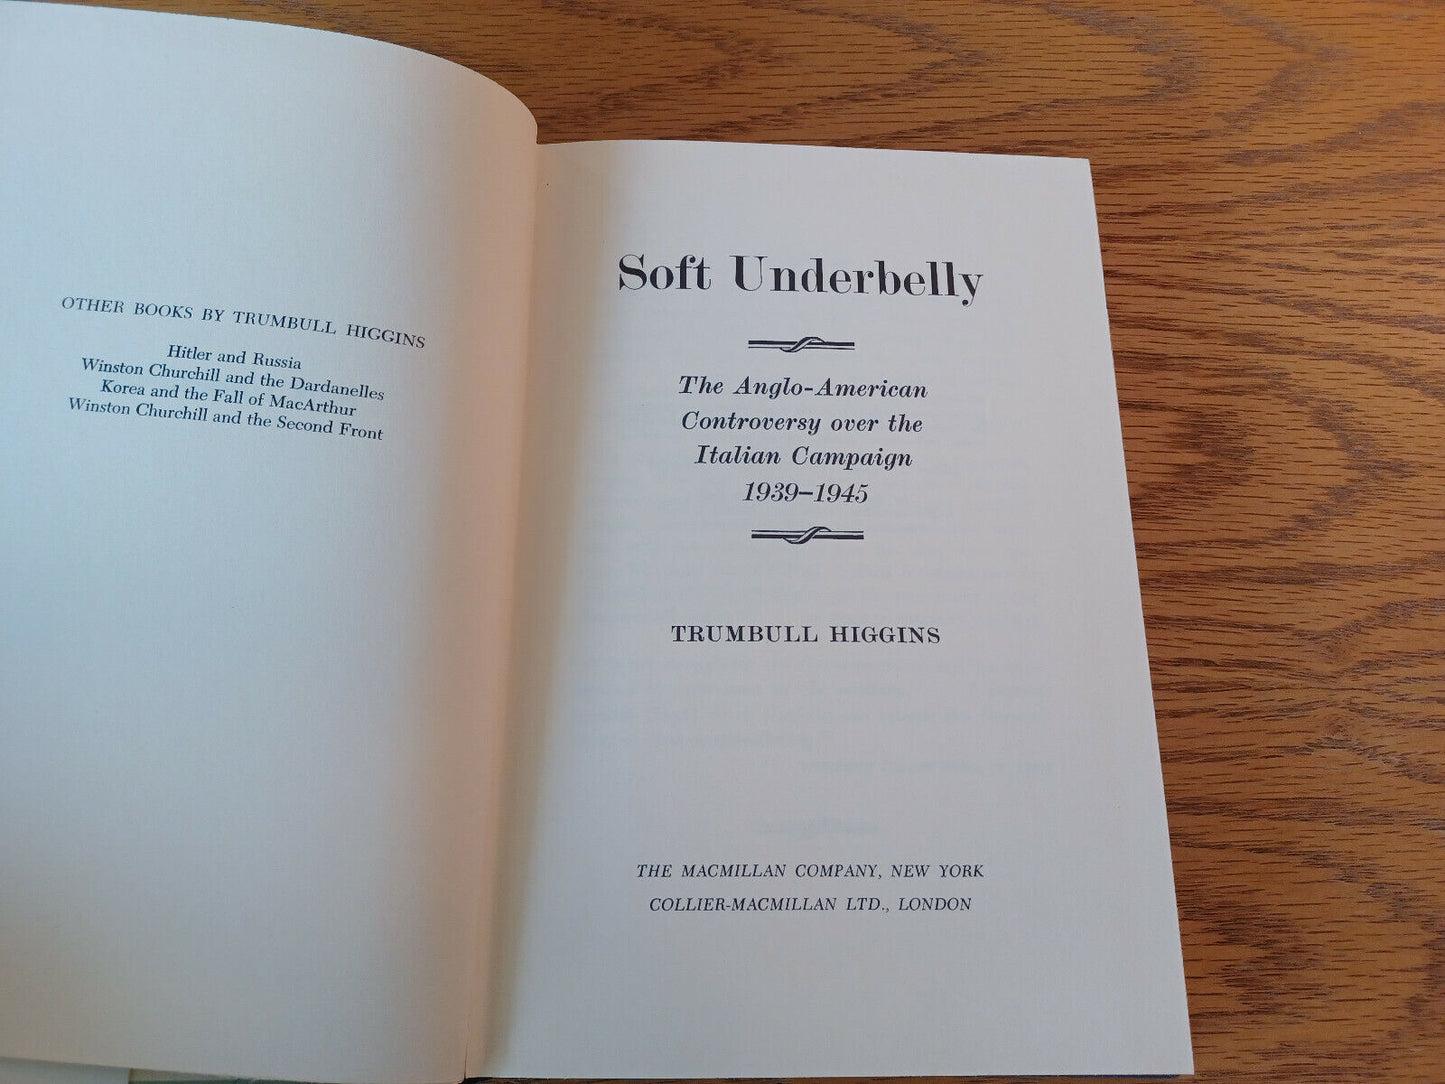 OTHER BOOKS BY TRUMBULL HIGGINS
Hitler and Russia
Winston Churchill and the Dardanelles
Korea and the Fall of MacArthur
Winston Churchill and the Second Front
Soft Underbelly
The Anglo-American
Controversy over the
Italian Campaign
1939–1945
TRUMBULL HIGGINS
THE MACMILLAN COMPANY, NEW YORK
COLLIER-MACMILLAN LTD., LONDON